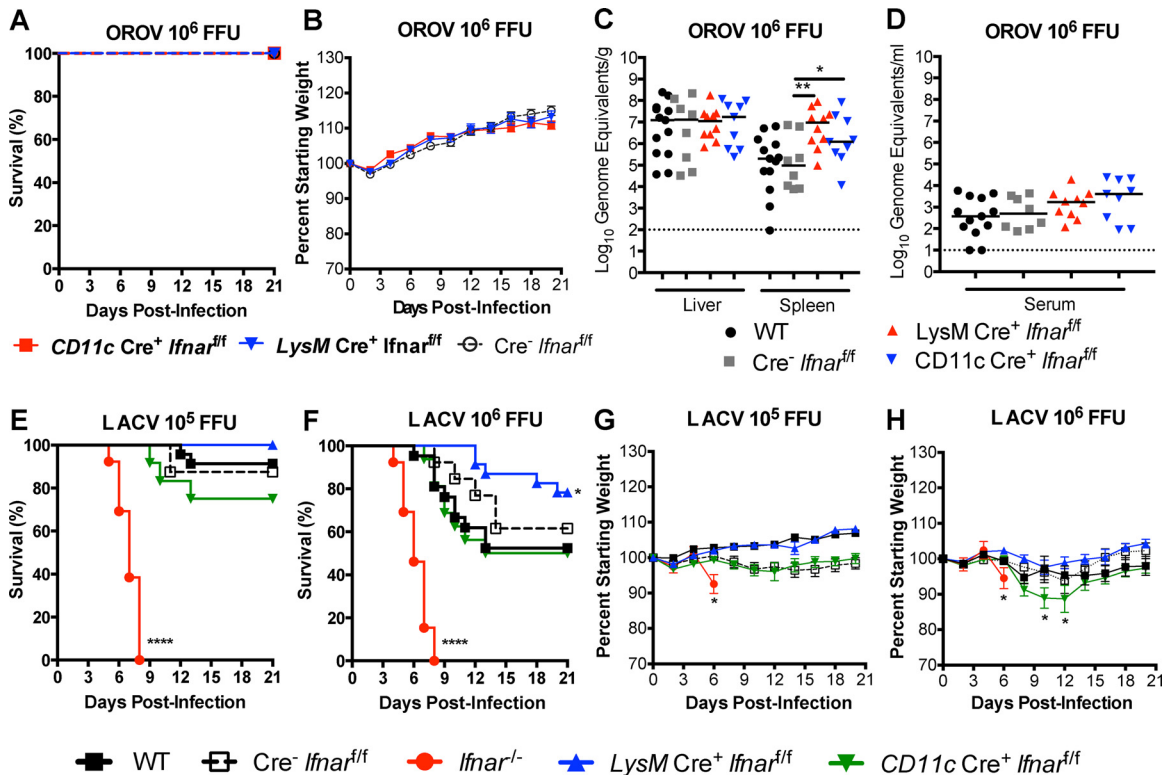 A
OROV 10⁶ FFU
Survival (%)
100
80
60
40
20
0
0 3 6 9 12 15 18 21
Days Post-Infection
B
OROV 10⁶ FFU
Percent Starting Weight
130
120
110
100
90
80
70
0 3 6 9 12 15 18 21
Days Post-Infection
CD11c Cre⁺ Ifnarᶠ/ᶠ LysM Cre⁺ Ifnarᶠ/ᶠ Cre⁻ Ifnarᶠ/ᶠ
C
OROV 10⁶ FFU
Log₁₀ Genome Equivalents/g
10
9
8
7
6
5
4
3
2
1
0
*
**
Liver Spleen
D
OROV 10⁶ FFU
Log₁₀ Genome Equivalents/ml
10
9
8
7
6
5
4
3
2
1
0
Serum
WT
Cre⁻ Ifnarᶠ/ᶠ
LysM Cre⁺ Ifnarᶠ/ᶠ
CD11c Cre⁺ Ifnarᶠ/ᶠ
E
LACV 10⁵ FFU
Survival (%)
100
80
60
40
20
0
****
0 3 6 9 12 15 18 21
Days Post-Infection
F
LACV 10⁶ FFU
Survival (%)
100
80
60
40
20
0
*
****
0 3 6 9 12 15 18 21
Days Post-Infection
G
LACV 10⁵ FFU
Percent Starting Weight
130
120
110
100
90
80
70
*
0 3 6 9 12 15 18 21
Days Post-Infection
H
LACV 10⁶ FFU
Percent Starting Weight
130
120
110
100
90
80
70
* * *
0 3 6 9 12 15 18 21
Days Post-Infection
WT Cre⁻ Ifnarᶠ/ᶠ Ifnar⁻/⁻ LysM Cre⁺ Ifnarᶠ/ᶠ CD11c Cre⁺ Ifnarᶠ/ᶠ